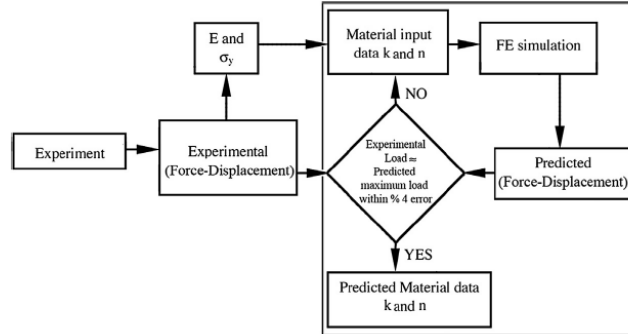 Experiment
Experimental
(Force-Displacement)
E and
σy
Material input
data k and n
FE simulation
Predicted
(Force-Displacement)
Experimental
Load≈
Predicted
maximum load
within % 4 error
NO
YES
Predicted Material data
k and n